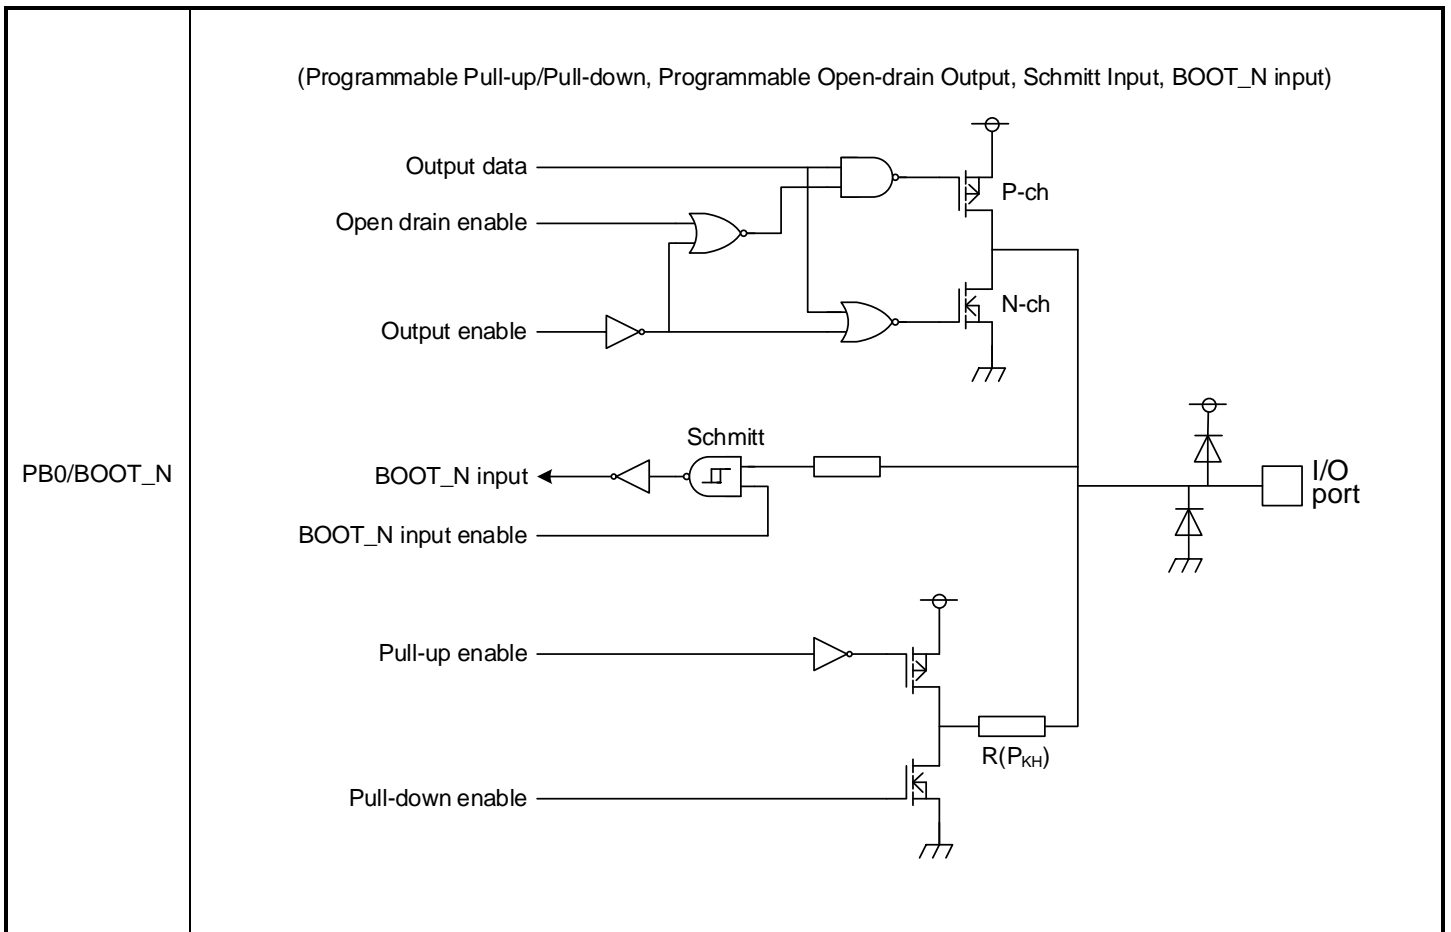 (Programmable Pull-up/Pull-down, Programmable Open-drain Output, Schmitt Input, BOOT_N input)
Output data
P-ch
Open drain enable
N-ch
Output enable
Schmitt
PB0/BOOT_N
BOOT_N input
I/O
port
BOOT_N input enable
Pull-up enable
R(PKH)
Pull-down enable